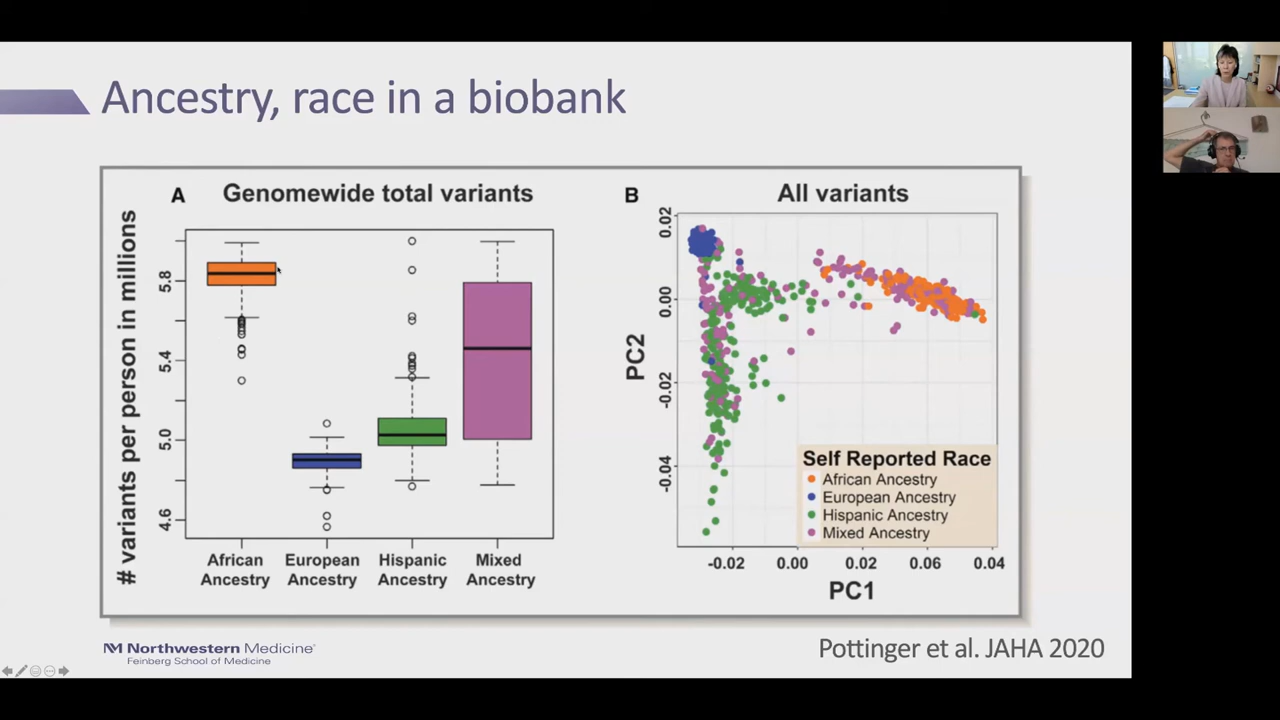 Ancestry, race in a biobank
A
Genomewide total variants
# variants per person in millions
5.8
5.4
5.0
4.6
African
Ancestry
European
Ancestry
Hispanic
Ancestry
Mixed
Ancestry
B
All variants
PC2
0.02
0.00
-0.02
-0.04
Self Reported Race
African Ancestry
European Ancestry
Hispanic Ancestry
Mixed Ancestry
-0.02
0.00
0.02
0.06
0.04
PC1
Northwestern Medicine®
Feinberg School of Medicine
Pottinger et al. JAHA 2020